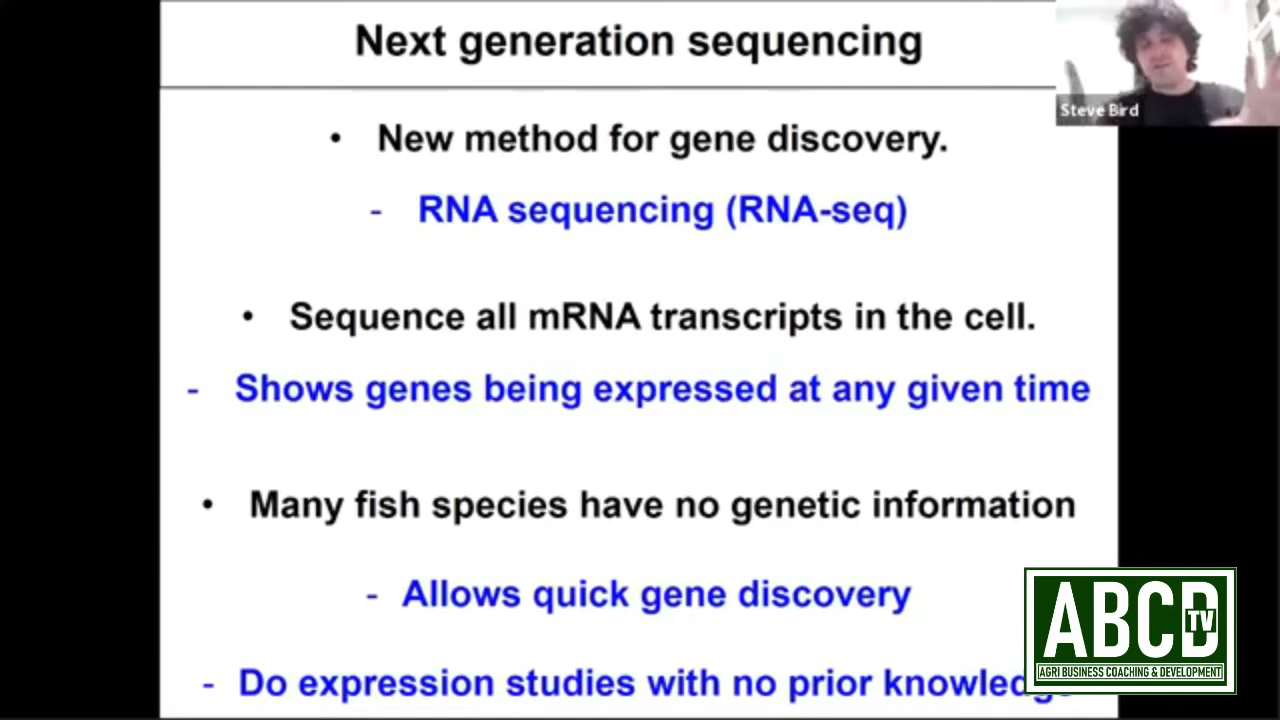 Next generation sequencing
Steve Bird
• New method for gene discovery.
- RNA sequencing (RNA-seq)
• Sequence all mRNA transcripts in the cell.
- Shows genes being expressed at any given time
• Many fish species have no genetic information
- Allows quick gene discovery
- Do expression studies with no prior knowledge
ABCD TV
AGRI BUSINESS COACHING & DEVELOPMENT